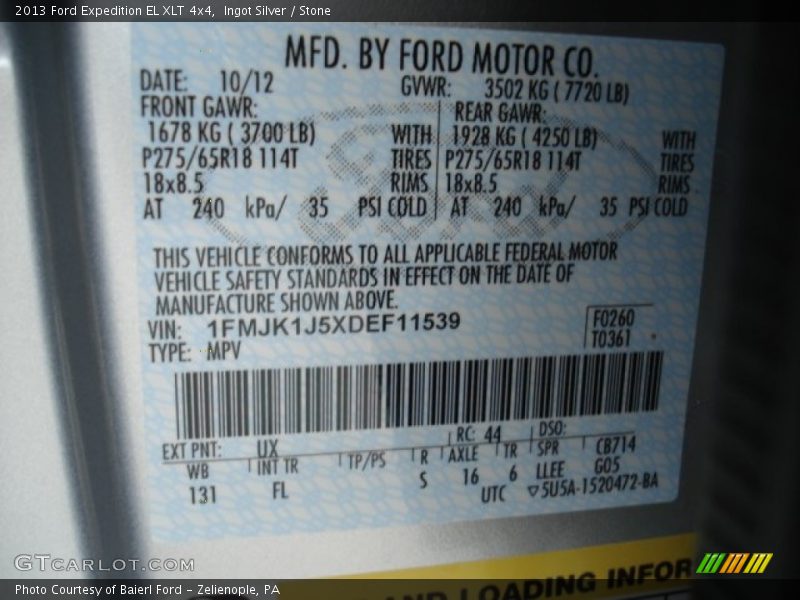 2013 Ford Expedition EL XLT 4x4, Ingot Silver / Stone
MFD. BY FORD MOTOR CO.
DATE: 10/12 GVWR: 3502 KG ( 7720 LB)
FRONT GAWR: REAR GAWR:
1678 KG ( 3700 LB) WITH 1928 KG ( 4250 LB) WITH
P275/65R18 114T TIRES P275/65R18 114T TIRES
18x8.5 RIMS 18x8.5 RIMS
AT 240 kPa/ 35 PSI COLD AT 240 kPa/ 35 PSI COLD
THIS VEHICLE CONFORMS TO ALL APPLICABLE FEDERAL MOTOR
VEHICLE SAFETY STANDARDS IN EFFECT ON THE DATE OF
MANUFACTURE SHOWN ABOVE.
VIN: 1FMJK1J5XDEF11539 F0260
TYPE: MPV T0361
EXT PNT: UX RC: 44 DSO:
WB INT TR TP/PS R AXLE TR SPR CB714
131 FL S 16 6 LLEE G05
UTC ▽5U5A-1520472-BA
AND LOADING INFOR
GTCARLOT.COM
Photo Courtesy of Baierl Ford - Zelienople, PA